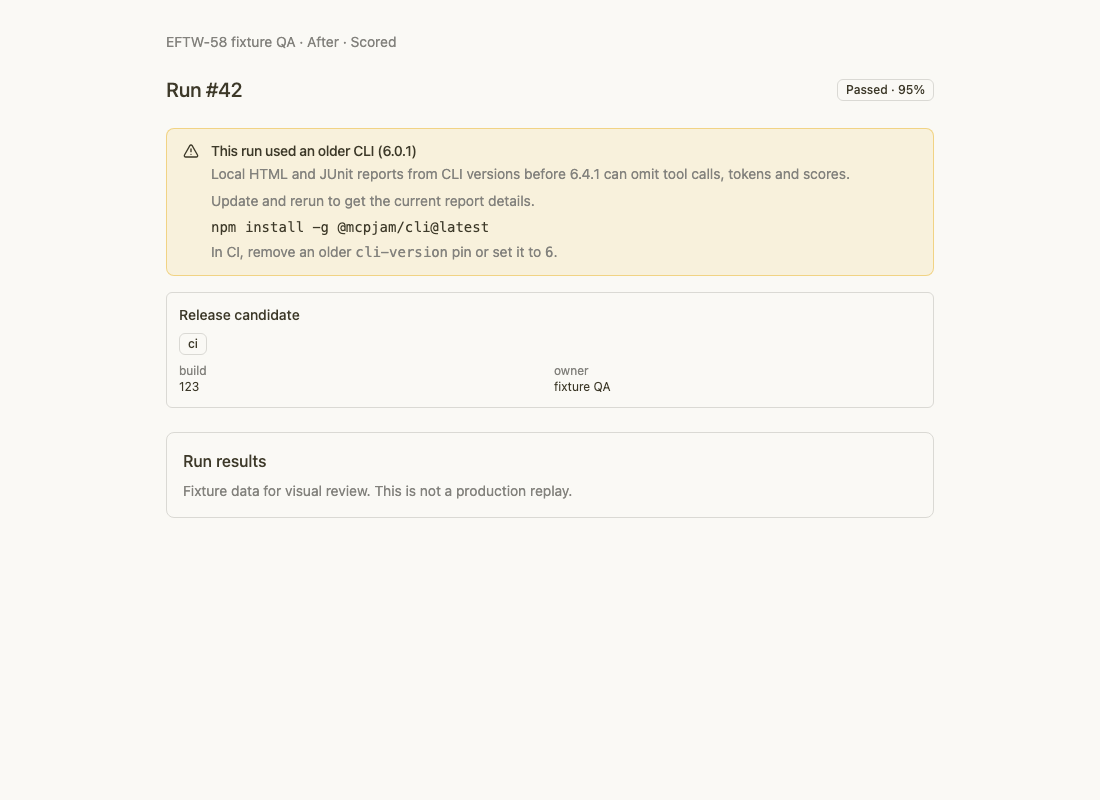 EFTW-58 fixture QA · After · Scored
Run #42
Passed · 95%
This run used an older CLI (6.0.1)
Local HTML and JUnit reports from CLI versions before 6.4.1 can omit tool calls, tokens and scores.
Update and rerun to get the current report details.
npm install -g @mcpjam/cli@latest
In CI, remove an older cli-version pin or set it to 6.
Release candidate
ci
build
123
owner
fixture QA
Run results
Fixture data for visual review. This is not a production replay.